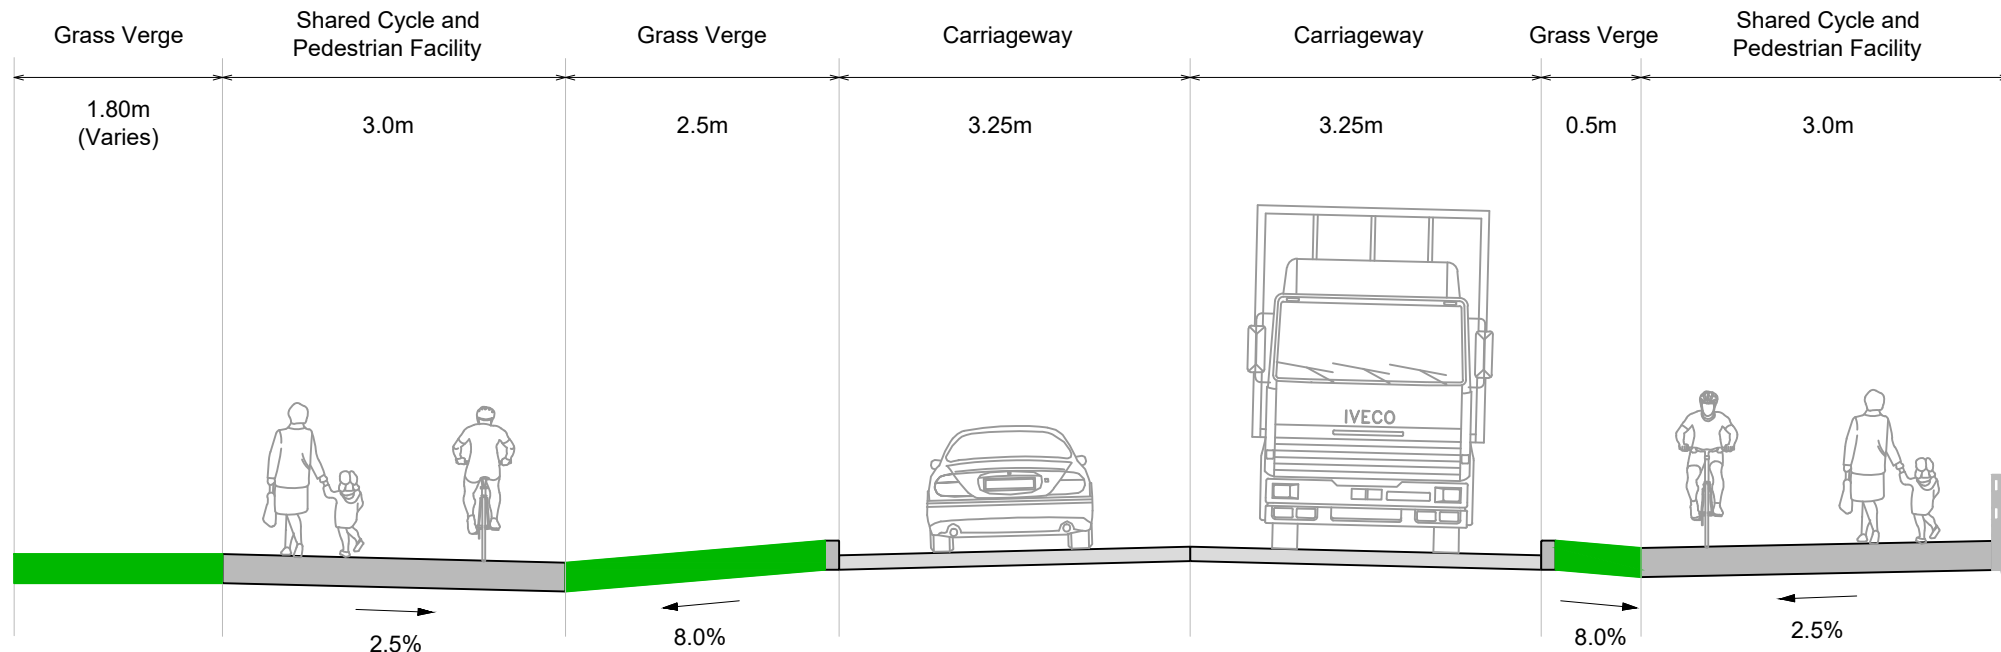 Grass Verge
Shared Cycle and
Pedestrian Facility
Grass Verge
Carriageway
Carriageway
Grass Verge
Shared Cycle and
Pedestrian Facility
1.80m
(Varies)
3.0m
2.5m
3.25m
3.25m
0.5m
3.0m
IVECO
2.5%
8.0%
8.0%
2.5%